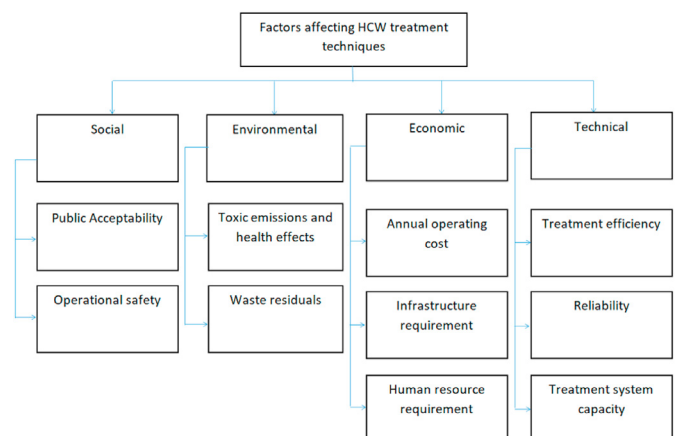 Factors affecting HCW treatment
techniques
Social
Environmental
Economic
Technical
Public Acceptability
Toxic emissions and
health effects
Annual operating
cost
Treatment efficiency
Operational safety
Waste residuals
Infrastructure
requirement
Reliability
Human resource
requirement
Treatment system
capacity